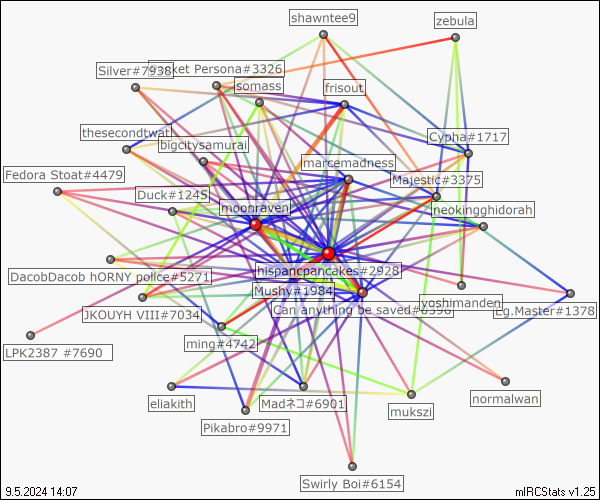 shawntee9
zebula
Silver#7938
cket Persona#3326
somass
frisout
thesecondtwat
bigcitysamurai
Cypha#1717
marcemadness
Fedora Stoat#4479
Duck#1245
Majestic#3375
moonraven
neokingghidorah
DacobDacob hORNY police#5271
hispancpancakes#2928
Mushy#1984
JKOUYH VIII#7034
Can anything be saved
yoshimanden
Eg.Master#1378
LPK2387 #7690
ming#4742
eliakith
Madネコ#6901
mukszi
normalwan
Pikabro#9971
Swirly Boi#6154
9.5.2024 14:07
mIRCStats v1.25